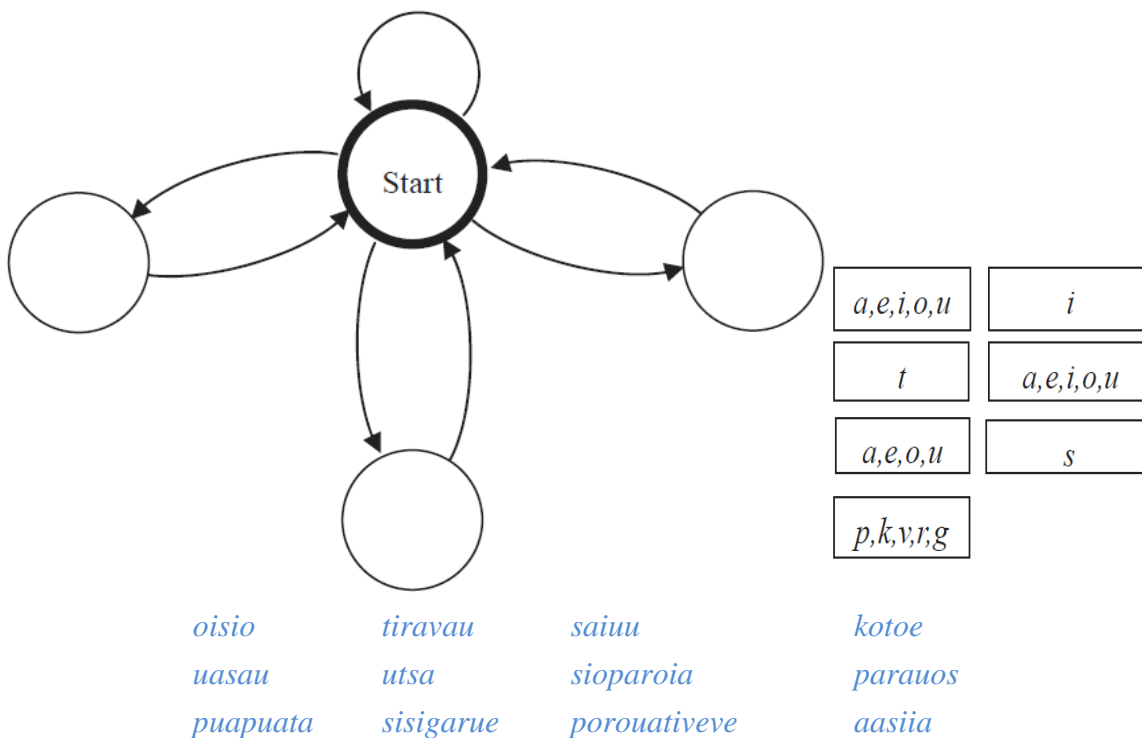 Start
a,e,i,o,u i
t a,e,i,o,u
a,e,o,u s
p,k,v,r,g
oisio tiravau saiuu kotoe
uasau utsa sioparoia parauos
puapuata sisigarue porouativeve aasiia